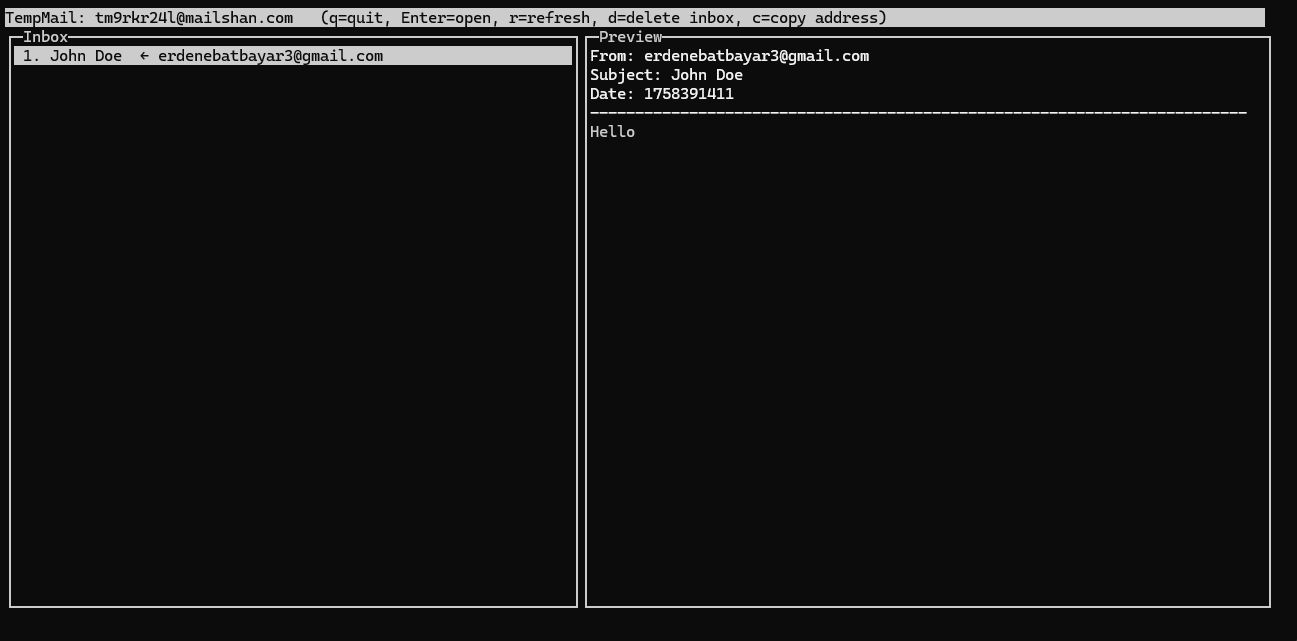 TempMail: tm9rkr24l@mailshan.com (q=quit, Enter=open, r=refresh, d=delete inbox, c=copy address)
Inbox
1. John Doe ← erdenebatbayar3@gmail.com
Preview
From: erdenebatbayar3@gmail.com
Subject: John Doe
Date: 1758391411
-------------------------------------------------------------------------
Hello